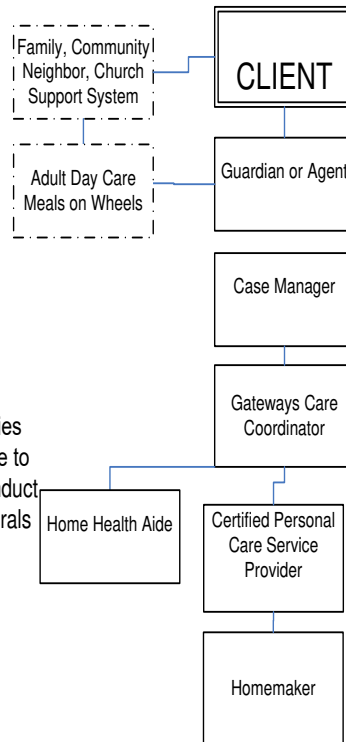 Family, Community
Neighbor, Church
Support System
CLIENT
Adult Day Care
Meals on Wheels
Guardian or Agent
Case Manager
Gateways Care
Coordinator
to
Home Health Aide
Certified Personal
Care Service
Provider
Homemaker